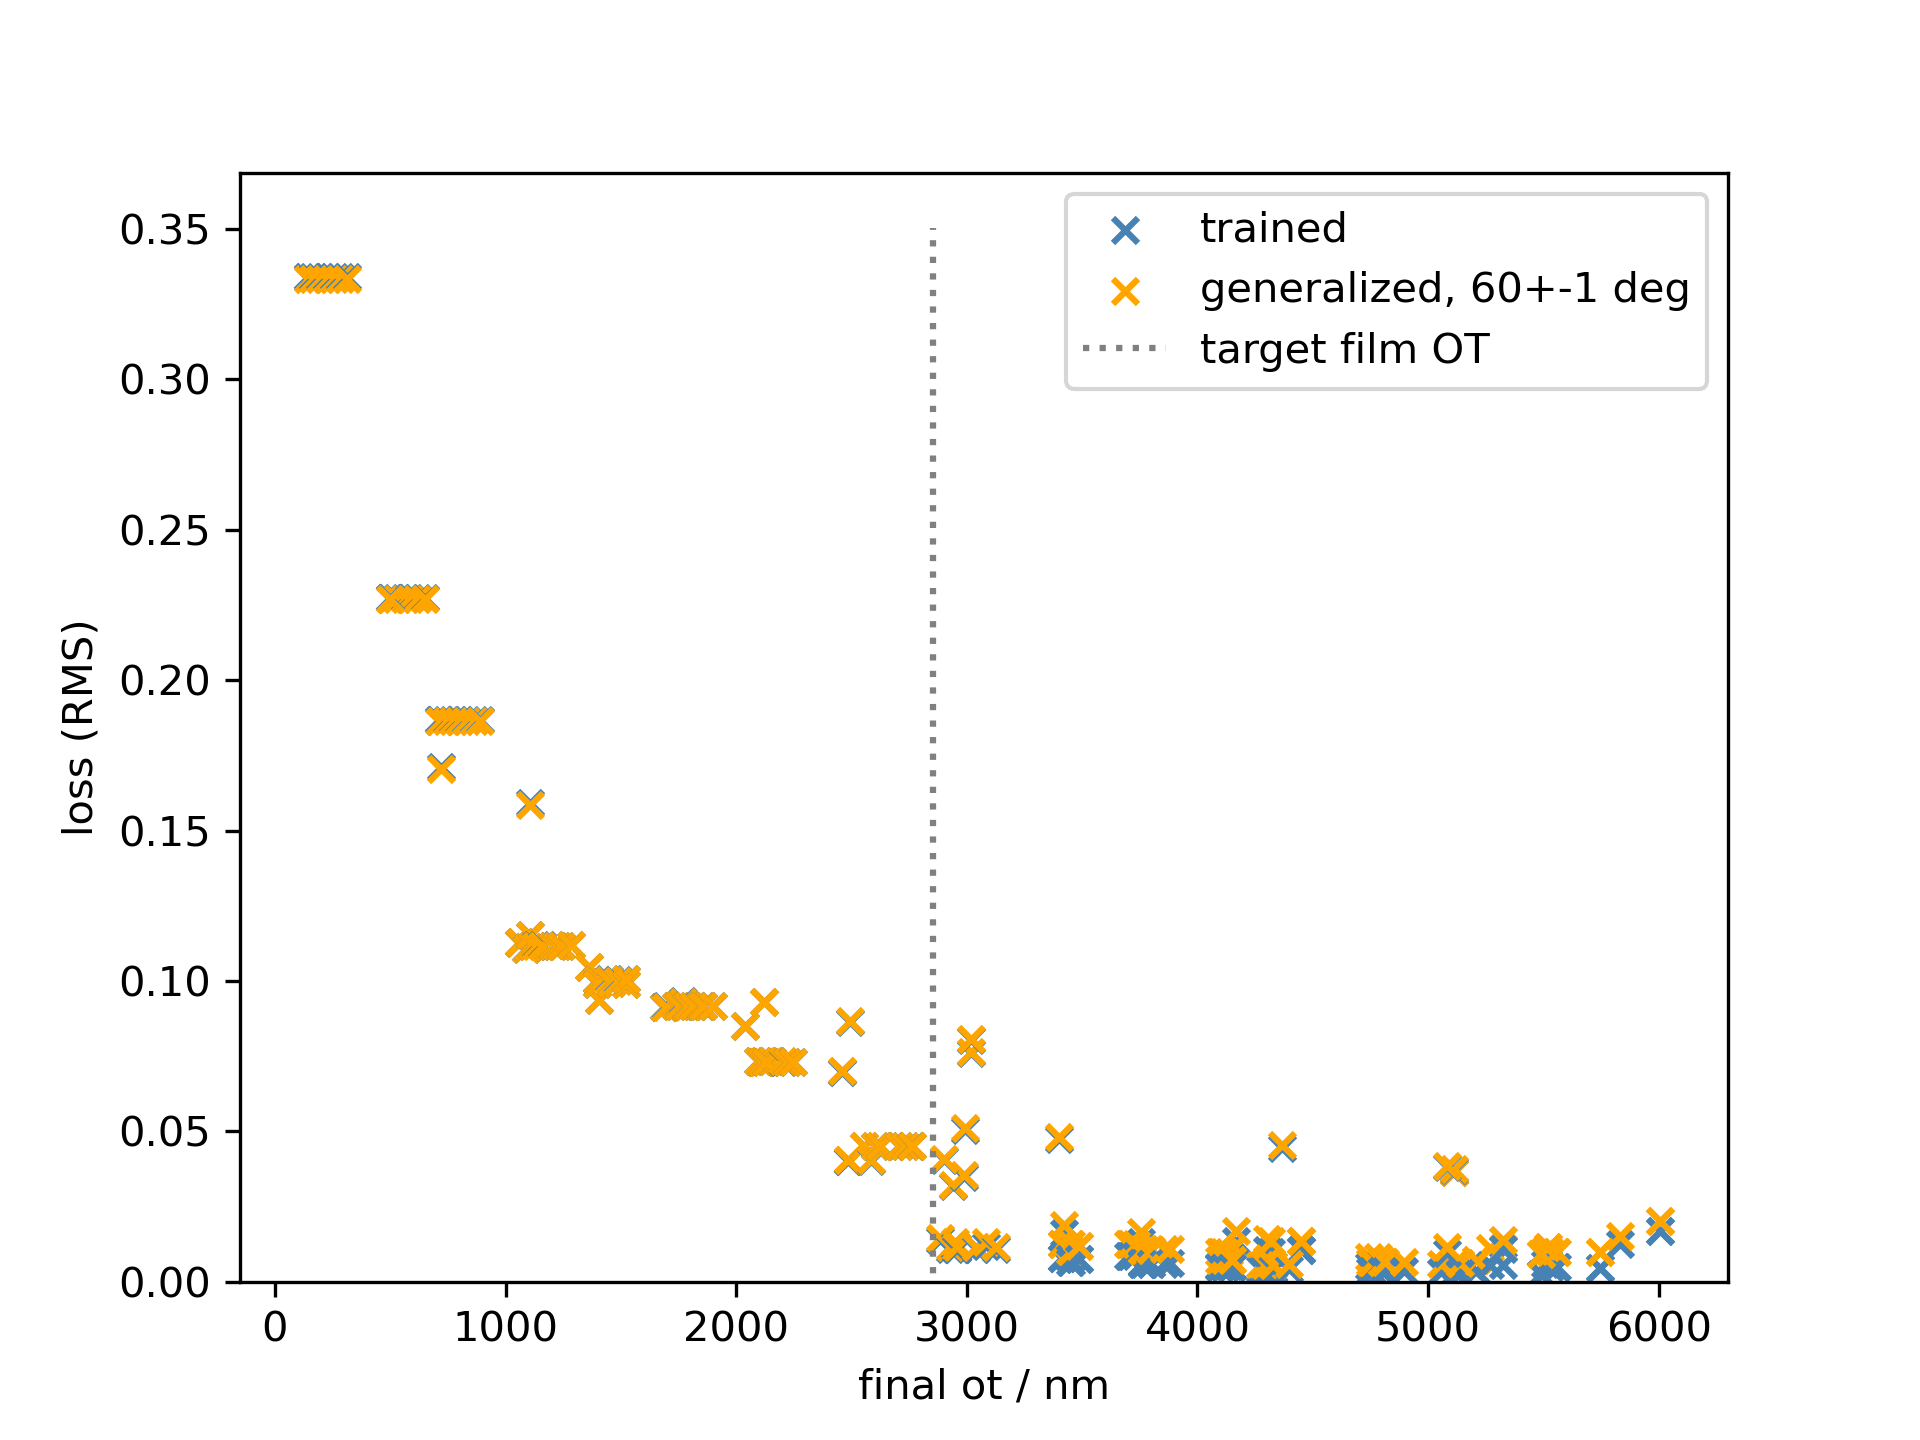 trained
generalized, 60+-1 deg
target film OT
0.35
0.30
0.25
0.20
0.15
0.10
0.05
0.00
loss (RMS)
0 1000 2000 3000 4000 5000 6000
final ot / nm